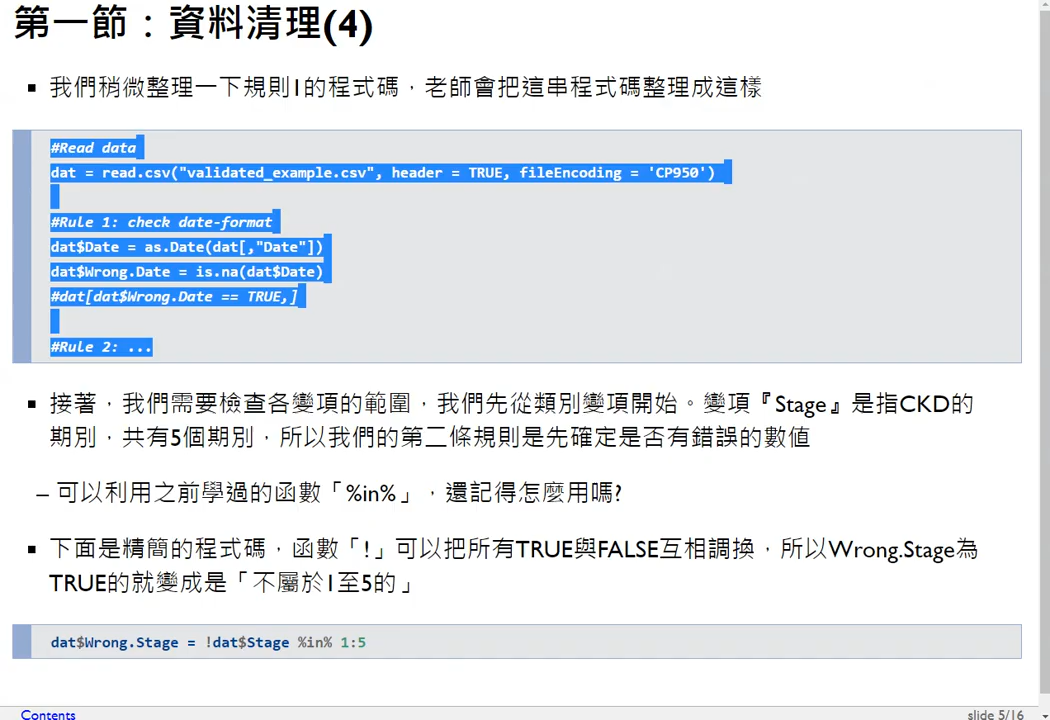 第一節：資料清理(4)
我們稍微整理一下規則1的程式碼，老師會把這串程式碼整理成這樣
#Read data
dat = read.csv("validated_example.csv", header = TRUE, fileEncoding = 'CP950')
#Rule 1: check date-format
dat$Date = as.Date(dat[,"Date"])
dat$Wrong.Date = is.na(dat$Date)
#dat[dat$Wrong.Date == TRUE,]
#Rule 2: ...
接著，我們需要檢查各變項的範圍，我們先從類別變項開始。變項『Stage』是指CKD的
期別，共有5個期別，所以我們的第二條規則是先確定是否有錯誤的數值
– 可以利用之前學過的函數「%in%」，還記得怎麼用嗎?
下面是精簡的程式碼，函數「!」可以把所有TRUE與FALSE互相調換，所以Wrong.Stage為
TRUE的就變成是「不屬於1至5的」
dat$Wrong.Stage = !dat$Stage %in% 1:5
Contents
slide 5/16